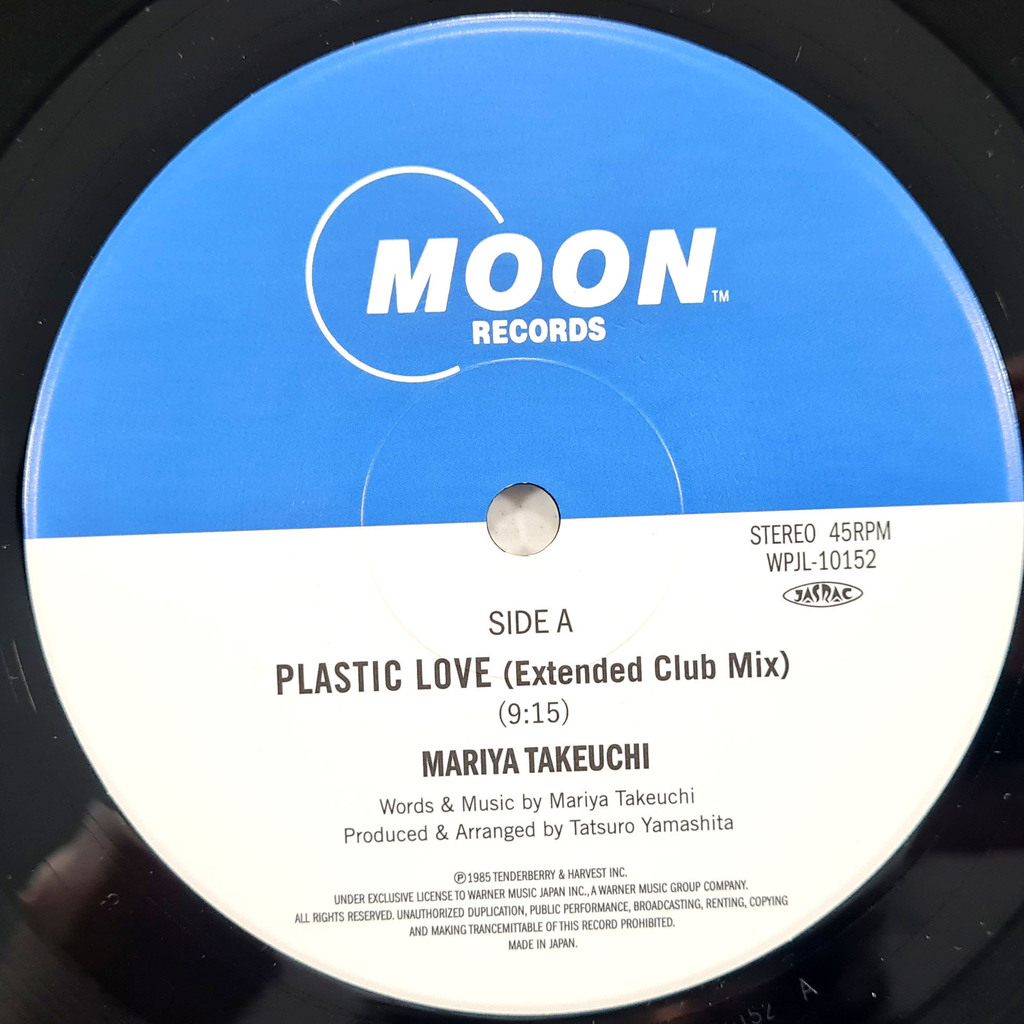 MOON™
RECORDS
STEREO 45RPM
WPJL-10152
JASRAC
SIDE A
PLASTIC LOVE (Extended Club Mix)
(9:15)
MARIYA TAKEUCHI
Words & Music by Mariya Takeuchi
Produced & Arranged by Tatsuro Yamashita
℗1985 TENDERBERRY & HARVEST INC.
UNDER EXCLUSIVE LICENSE TO WARNER MUSIC JAPAN INC., A WARNER MUSIC GROUP COMPANY.
ALL RIGHTS RESERVED. UNAUTHORIZED DUPLICATION, PUBLIC PERFORMANCE, BROADCASTING, RENTING, COPYING
AND MAKING TRANCEMITTABLE OF THIS RECORD PROHIBITED.
MADE IN JAPAN.
152 A